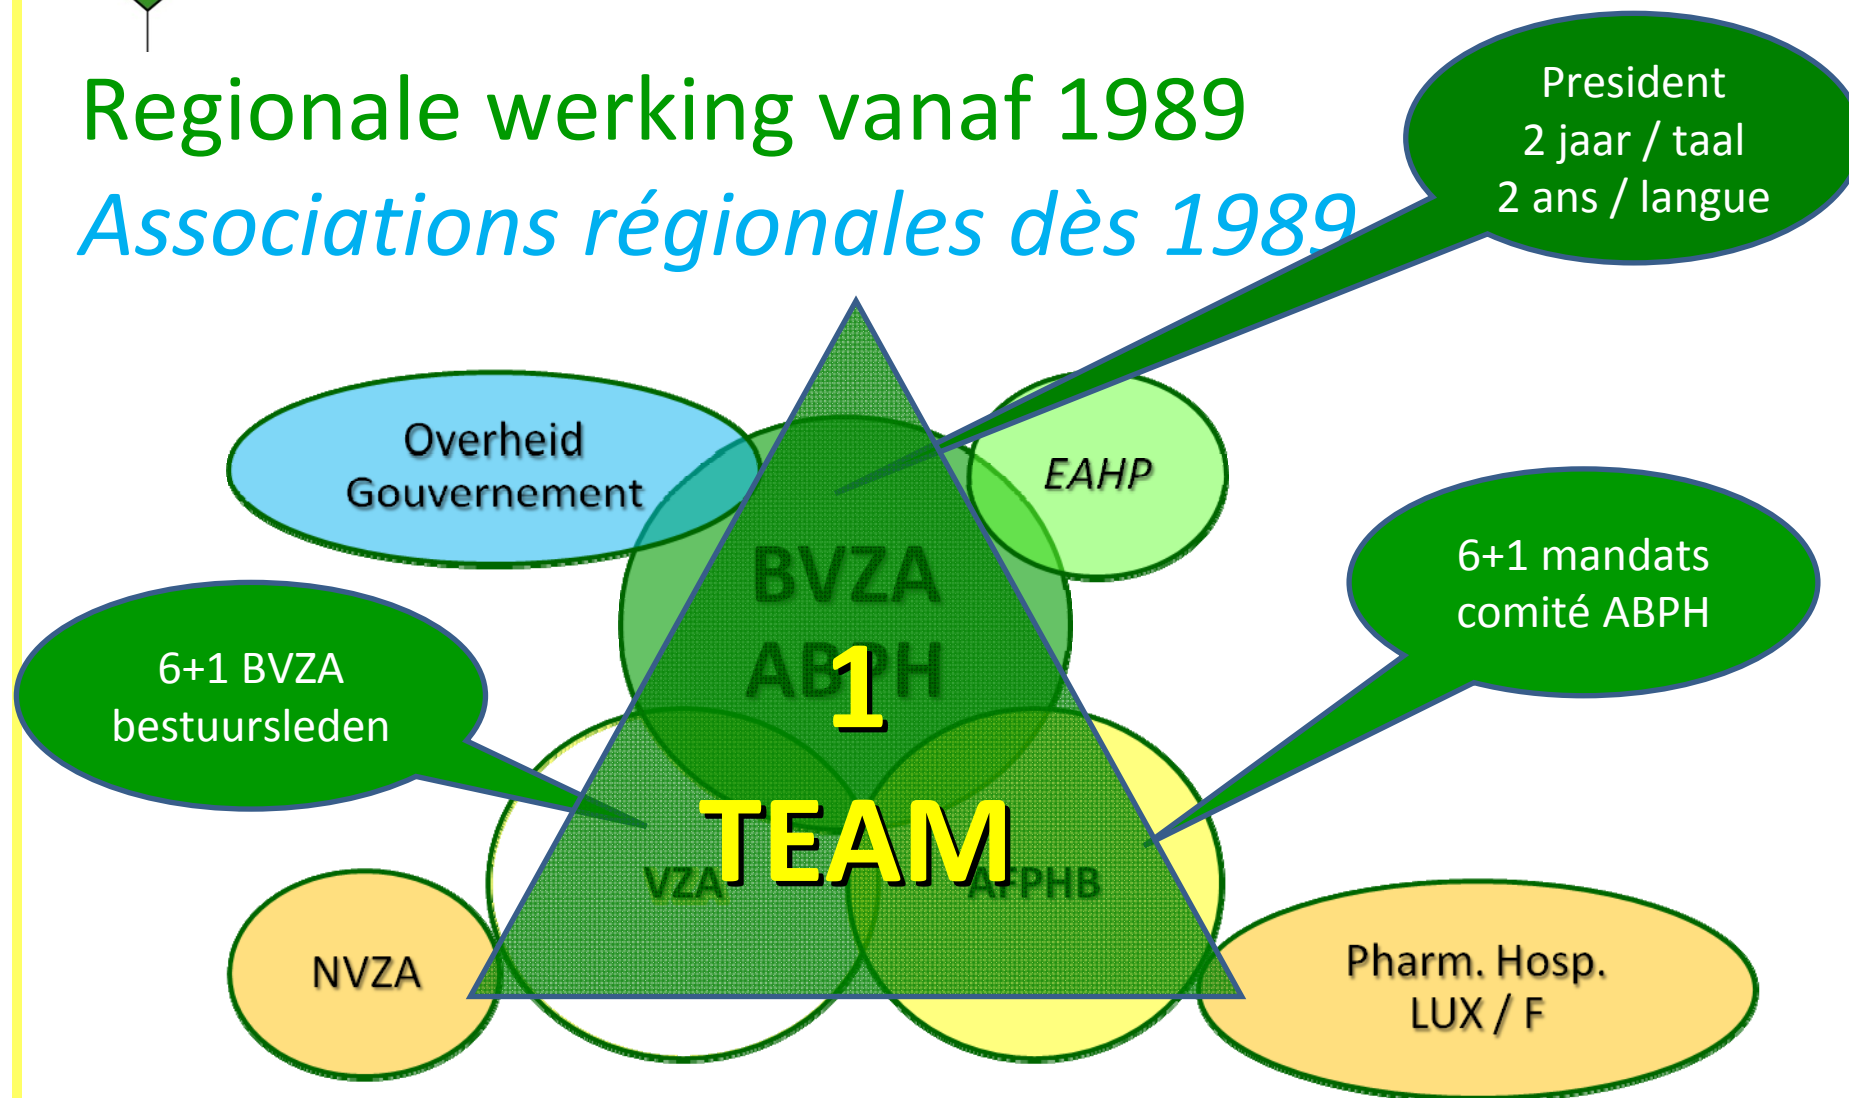 Regionale werking vanaf 1989
Associations régionales dès 1989
President
2 jaar / taal
2 ans / langue
Overheid
Gouvernement
EAHP
BVZA
ABPH
6+1 mandats
comité ABPH
6+1 BVZA
bestuursleden
1
TEAM
VZA
AFPHB
NVZA
Pharm. Hosp.
LUX / F